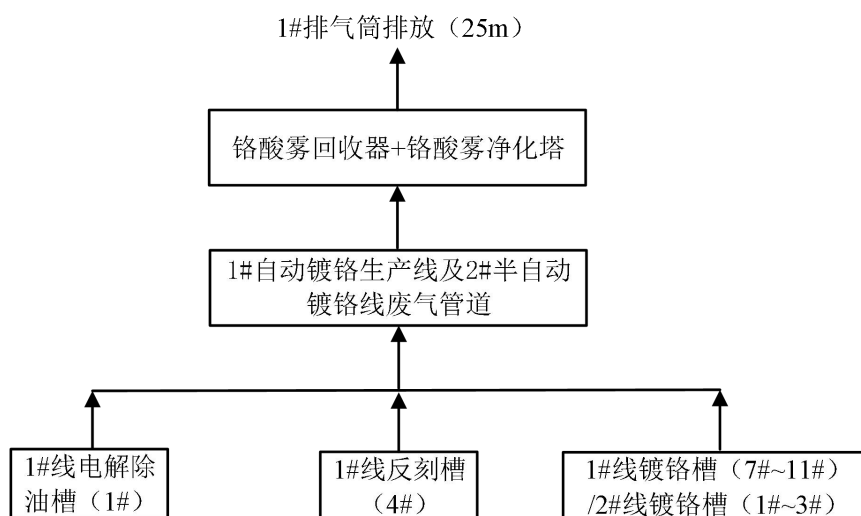 1#排气筒排放（25m）
铬酸雾回收器+铬酸雾净化塔
1#自动镀铬生产线及2#半自动
镀铬线废气管道
1#线电解除
油槽（1#）
1#线反刻槽
（4#）
1#线镀铬槽（7#~11#）
/2#线镀铬槽（1#~3#）